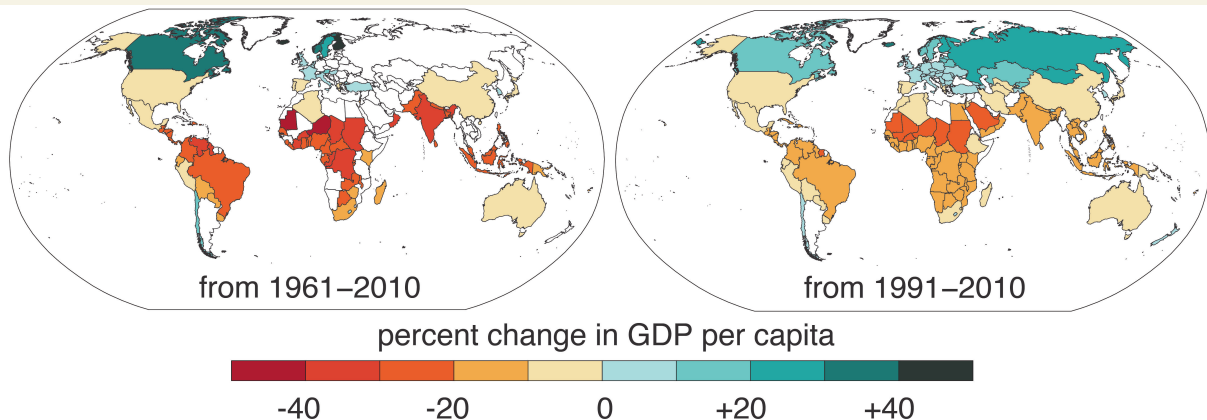 from 1961–2010
from 1991–2010
percent change in GDP per capita
-40 -20 0 +20 +40